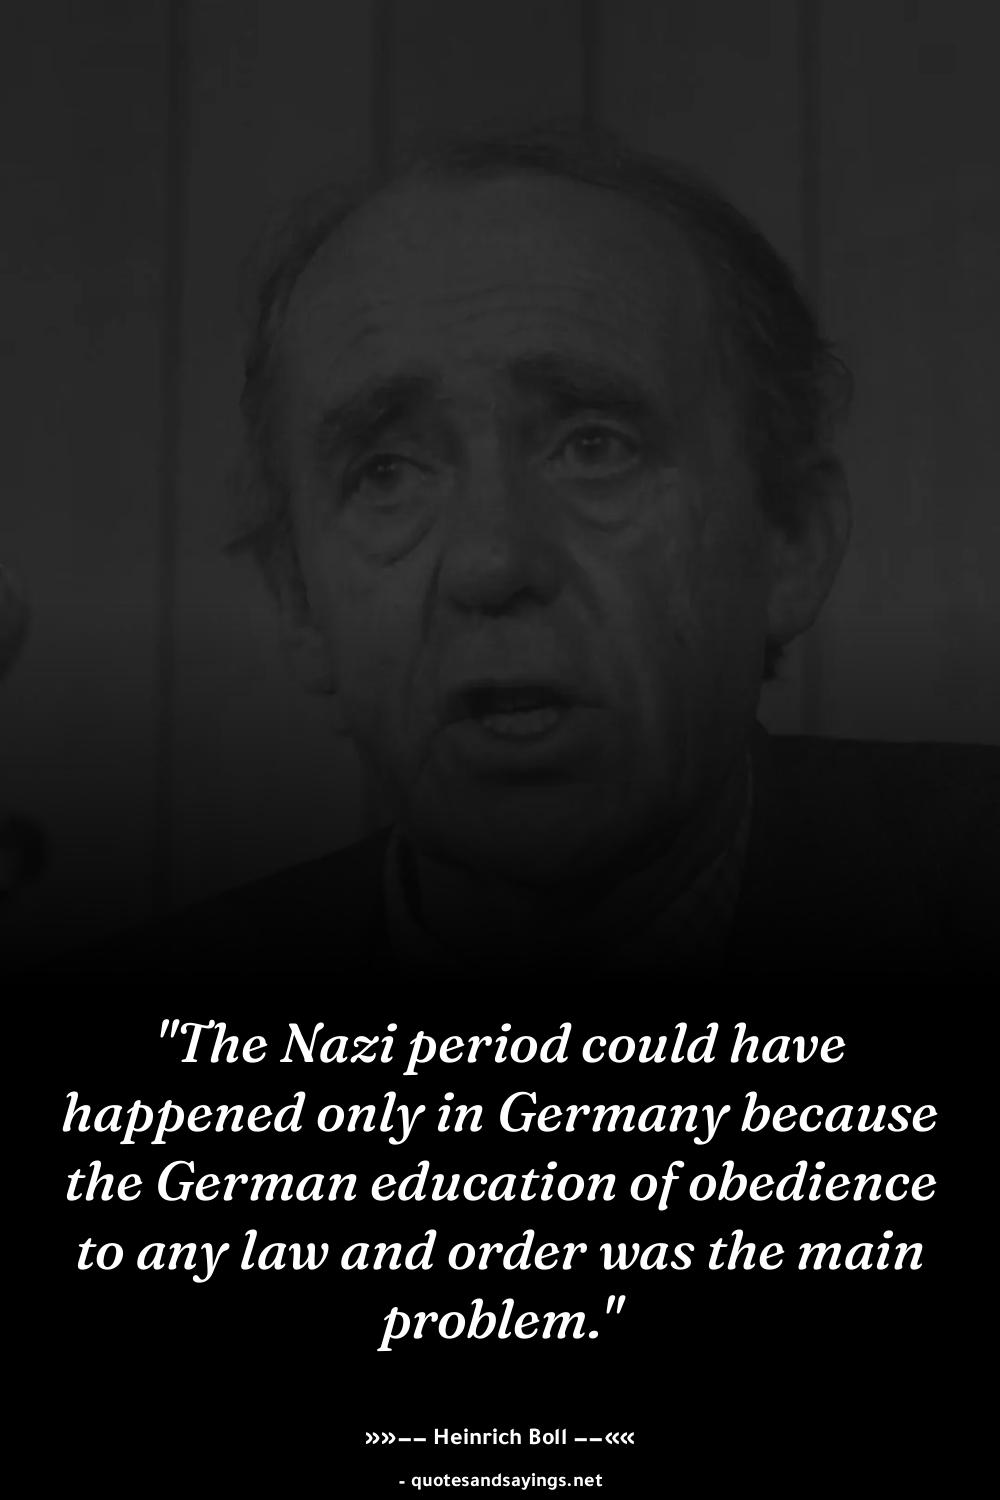 "The Nazi period could have
happened only in Germany because
the German education of obedience
to any law and order was the main
problem."
»»–– Heinrich Boll ––««
- quotesandsayings.net